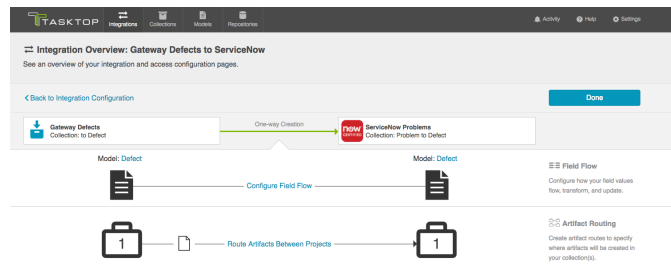 TASKTOP
Integrations
Collections
Models
Repositories
Activity
Help
Settings
Integration Overview: Gateway Defects to ServiceNow
See an overview of your integration and access configuration pages.
Back to Integration Configuration
Done
Gateway Defects
Collection: to Defect
One-way Creation
now
CERTIFIED
ServiceNow Problems
Collection: Problem to Defect
Model: Defect
Model: Defect
Configure Field Flow
Field Flow
Configure how your field values
flow, transform, and update.
1
Route Artifacts Between Projects
1
Artifact Routing
Create artifact routes to specify
where artifacts will be created in
your collection(s).